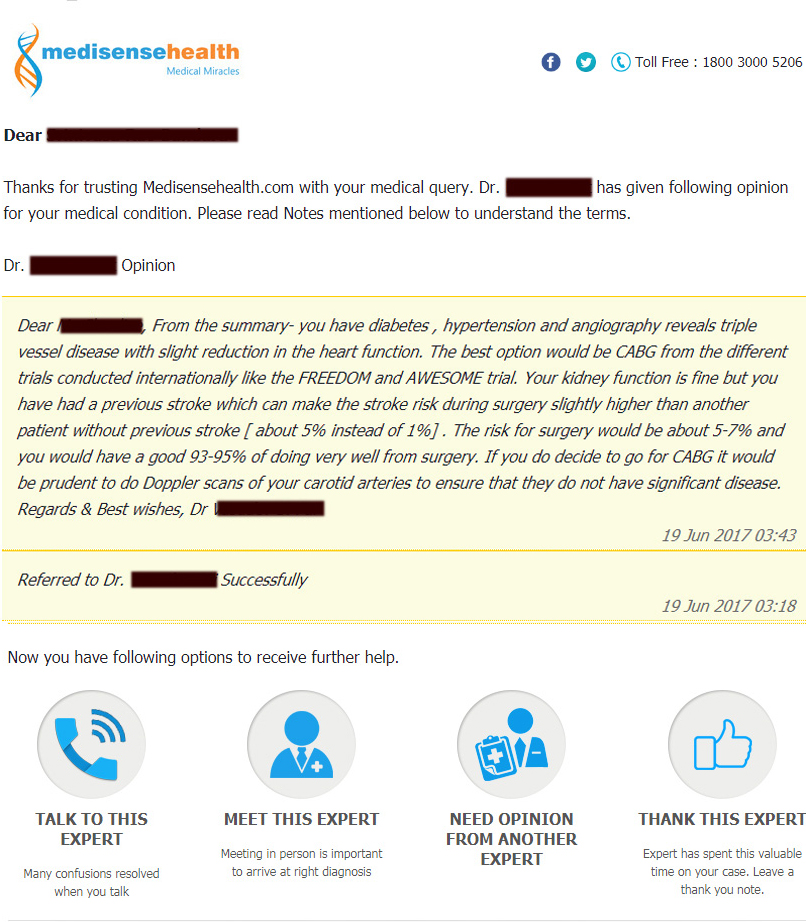 medisensehealth
Medical Miracles
Toll Free : 1800 3000 5206
Dear
Thanks for trusting Medisensehealth.com with your medical query. Dr. has given following opinion
for your medical condition. Please read Notes mentioned below to understand the terms.
Dr. Opinion
Dear , From the summary- you have diabetes , hypertension and angiography reveals triple
vessel disease with slight reduction in the heart function. The best option would be CABG from the different
trials conducted internationally like the FREEDOM and AWESOME trial. Your kidney function is fine but you
have had a previous stroke which can make the stroke risk during surgery slightly higher than another
patient without previous stroke [ about 5% instead of 1%] . The risk for surgery would be about 5-7% and
you would have a good 93-95% of doing very well from surgery. If you do decide to go for CABG it would
be prudent to do Doppler scans of your carotid arteries to ensure that they do not have significant disease.
Regards & Best wishes, Dr
19 Jun 2017 03:43
Referred to Dr. Successfully
19 Jun 2017 03:18
Now you have following options to receive further help.
TALK TO THIS
EXPERT
Many confusions resolved
when you talk
MEET THIS EXPERT
Meeting in person is important
to arrive at right diagnosis
NEED OPINION
FROM ANOTHER
EXPERT
THANK THIS EXPERT
Expert has spent this valuable
time on your case. Leave a
thank you note.